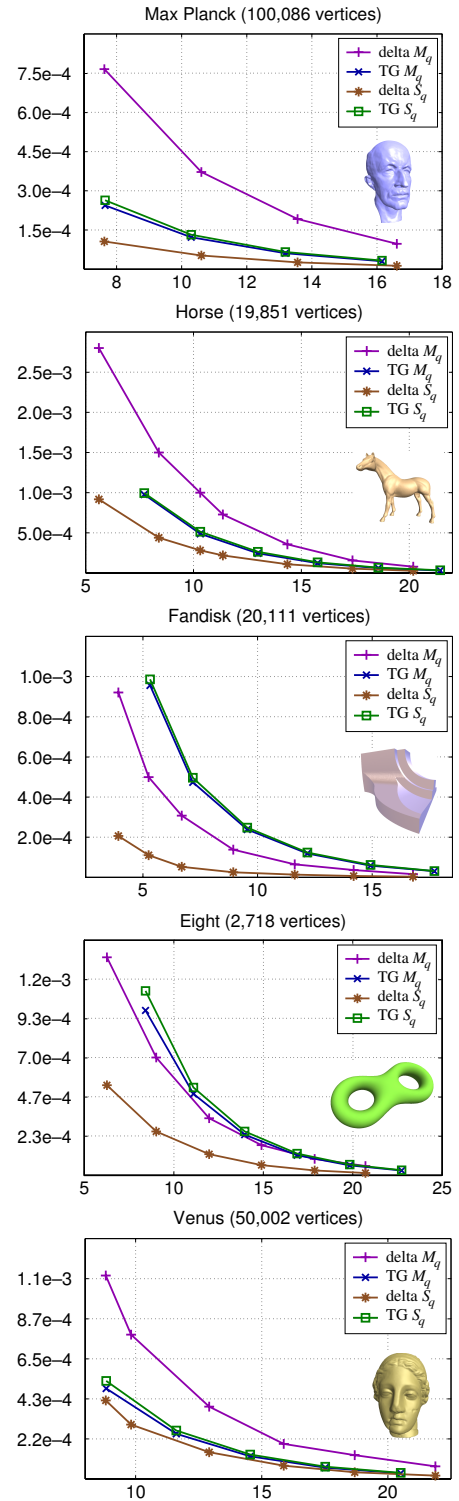 Max Planck (100,086 vertices)
delta M_q
TG M_q
delta S_q
TG S_q
7.5e−4
6.0e−4
4.5e−4
3.0e−4
1.5e−4
8 10 12 14 16 18
Horse (19,851 vertices)
delta M_q
TG M_q
delta S_q
TG S_q
2.5e−3
2.0e−3
1.5e−3
1.0e−3
5.0e−4
5 10 15 20
Fandisk (20,111 vertices)
delta M_q
TG M_q
delta S_q
TG S_q
1.0e−3
8.0e−4
6.0e−4
4.0e−4
2.0e−4
5 10 15
Eight (2,718 vertices)
delta M_q
TG M_q
delta S_q
TG S_q
1.2e−3
9.3e−4
7.0e−4
4.7e−4
2.3e−4
5 10 15 20 25
Venus (50,002 vertices)
delta M_q
TG M_q
delta S_q
TG S_q
1.1e−3
8.7e−4
6.5e−4
4.3e−4
2.2e−4
10 15 20